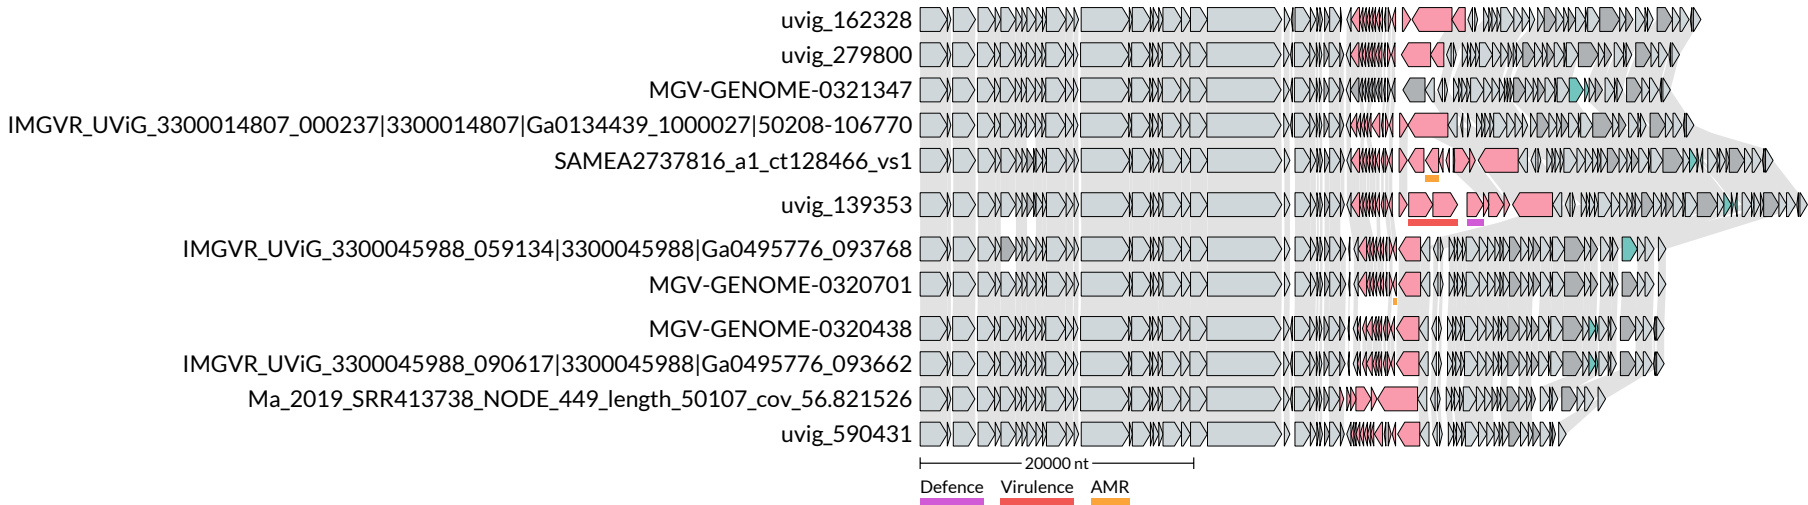 uvig_162328
uvig_279800
MGV-GENOME-0321347
IMGVR_UViG_3300014807_000237|3300014807|Ga0134439_1000027|50208-106770
SAMEA2737816_a1_ct128466_vs1
uvig_139353
IMGVR_UViG_3300045988_059134|3300045988|Ga0495776_093768
MGV-GENOME-0320701
MGV-GENOME-0320438
IMGVR_UViG_3300045988_090617|3300045988|Ga0495776_093662
Ma_2019_SRR413738_NODE_449_length_50107_cov_56.821526
uvig_590431
20000 nt
Defence Virulence AMR